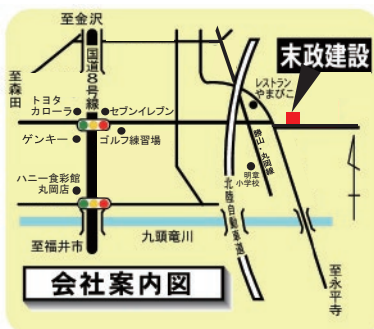 至金沢
国道8号線
末政建設
至森田
レストラン
やまびこ
トヨタ
カローラ
セブンイレブン
ゲンキー
ゴルフ練習場
勝山・丸岡線
明章
小学校
ハニー食彩館
丸岡店
北陸自動車道
至福井市
九頭竜川
至永平寺
会社案内図